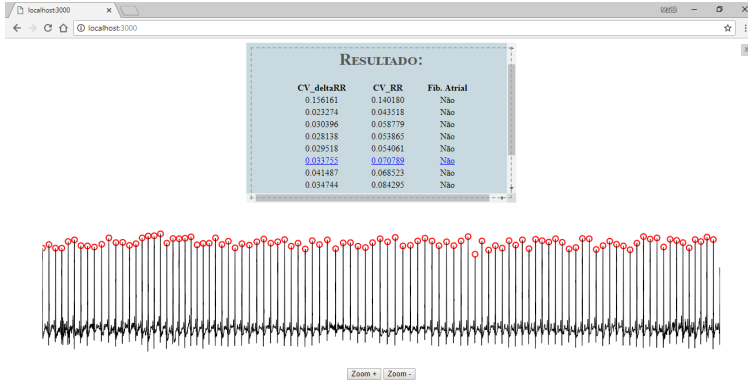 localhost:3000
localhost:3000
RESULTADO:
CV_deltaRR CV_RR Fib. Atrial
0.156161 0.140180 Não
0.023274 0.043518 Não
0.030396 0.058779 Não
0.028138 0.053865 Não
0.029518 0.054061 Não
0.033755 0.070789 Não
0.041487 0.068523 Não
0.034744 0.084295 Não
Zoom + Zoom -